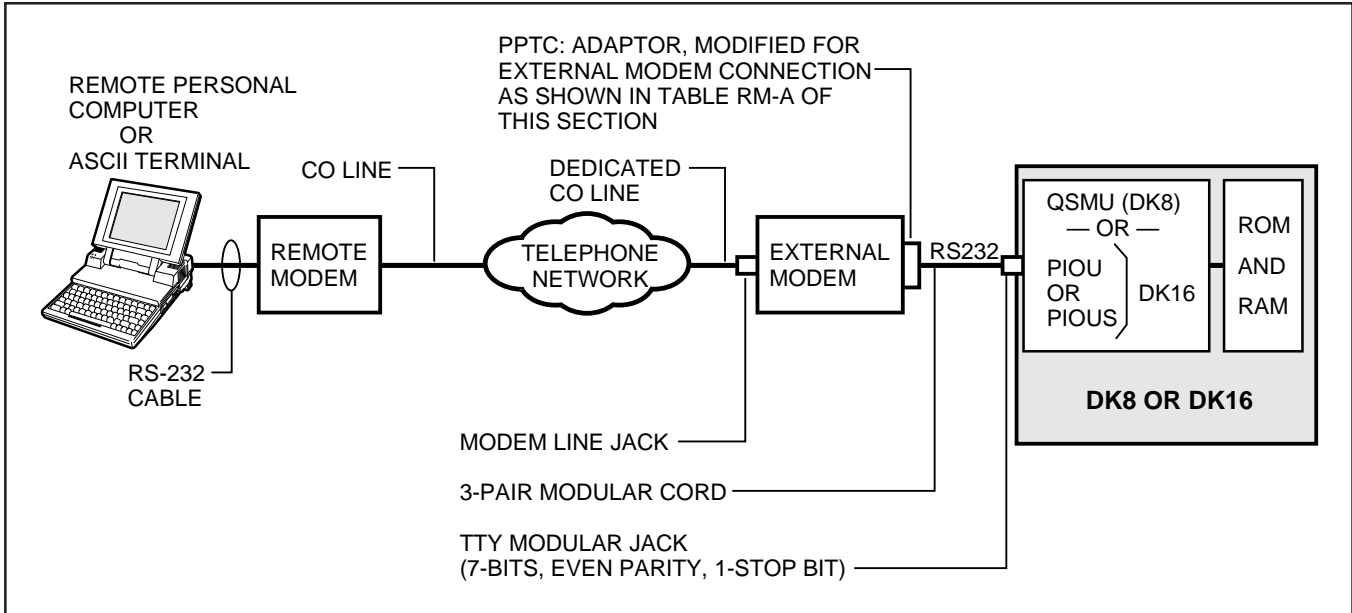 PPTC: ADAPTOR, MODIFIED FOR
EXTERNAL MODEM CONNECTION
AS SHOWN IN TABLE RM-A OF
THIS SECTION
REMOTE PERSONAL
COMPUTER
OR
ASCII TERMINAL
CO LINE
DEDICATED
CO LINE
REMOTE
MODEM
TELEPHONE
NETWORK
EXTERNAL
MODEM
RS232
QSMU (DK8)
— OR —
PIOU
OR
PIOUS
DK16
ROM
AND
RAM
DK8 OR DK16
RS-232
CABLE
MODEM LINE JACK
3-PAIR MODULAR CORD
TTY MODULAR JACK
(7-BITS, EVEN PARITY, 1-STOP BIT)